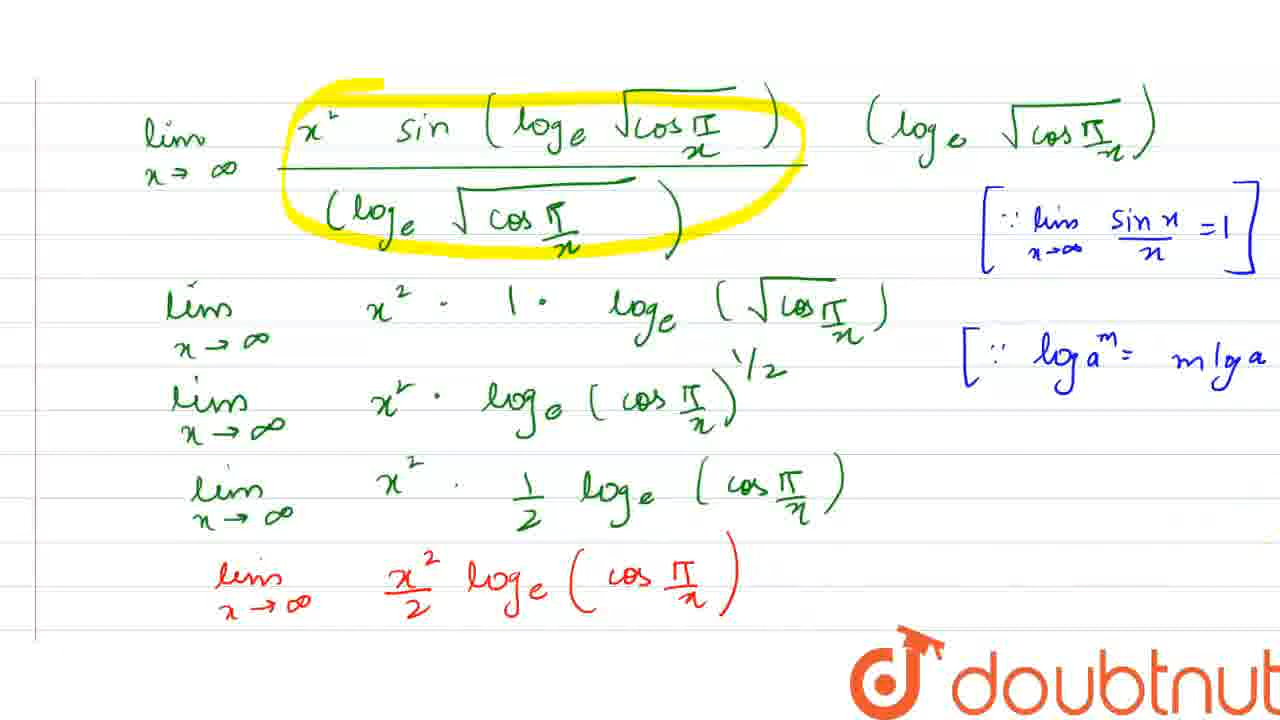 lim x→∞ x² sin (logₑ √cos π/x) / (logₑ √cos π/x) (logₑ √cos π/x)
[∵ lim x→∞ sin x / x = 1]
lim x→∞ x² · 1 · logₑ (√cos π/x)
[∵ log aᵐ = m log a
lim x→∞ x² · logₑ (cos π/x)^1/2
lim x→∞ x² · 1/2 logₑ (cos π/x)
lim x→∞ x²/2 logₑ (cos π/x)
doubtnut